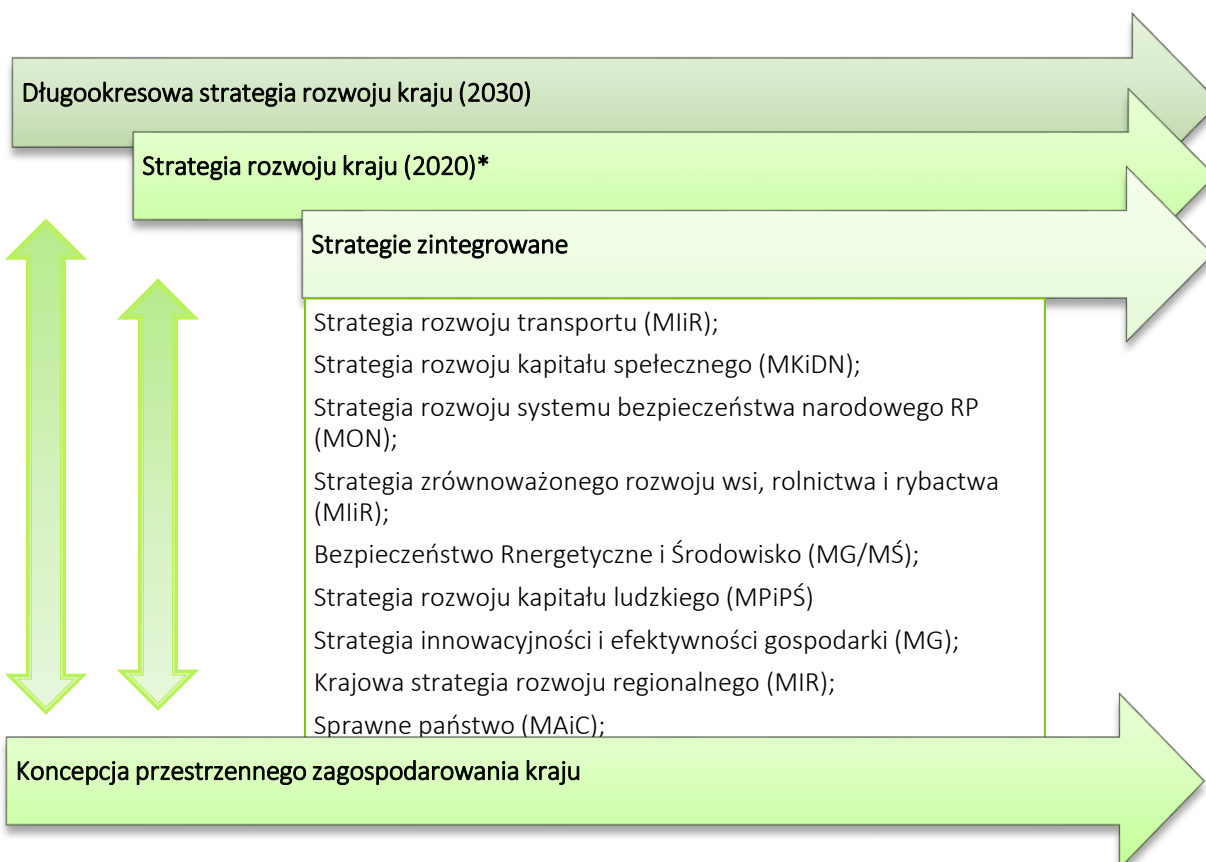 Długookresowa strategia rozwoju kraju (2030)
Strategia rozwoju kraju (2020)*
Strategie zintegrowane
Strategia rozwoju transportu (MIiR);
Strategia rozwoju kapitału spełecznego (MKiDN);
Strategia rozwoju systemu bezpieczeństwa narodowego RP
(MON);
Strategia zrównoważonego rozwoju wsi, rolnictwa i rybactwa
(MIiR);
Bezpieczeństwo Rnergetyczne i Środowisko (MG/MŚ);
Strategia rozwoju kapitału ludzkiego (MPiPŚ)
Strategia innowacyjności i efektywności gospodarki (MG);
Krajowa strategia rozwoju regionalnego (MIR);
Sprawne państwo (MAiC);
Koncepcja przestrzennego zagospodarowania kraju